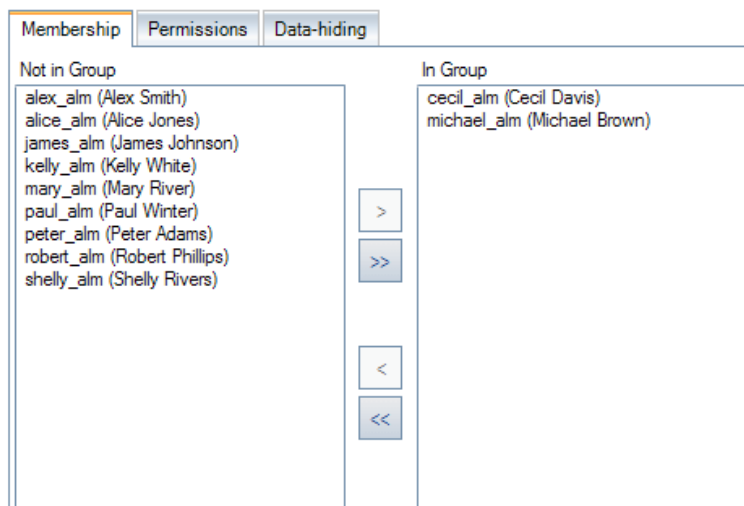 Membership Permissions Data-hiding
Not in Group
alex_alm (Alex Smith)
alice_alm (Alice Jones)
james_alm (James Johnson)
kelly_alm (Kelly White)
mary_alm (Mary River)
paul_alm (Paul Winter)
peter_alm (Peter Adams)
robert_alm (Robert Phillips)
shelly_alm (Shelly Rivers)
>
>>
<
<<
In Group
cecil_alm (Cecil Davis)
michael_alm (Michael Brown)